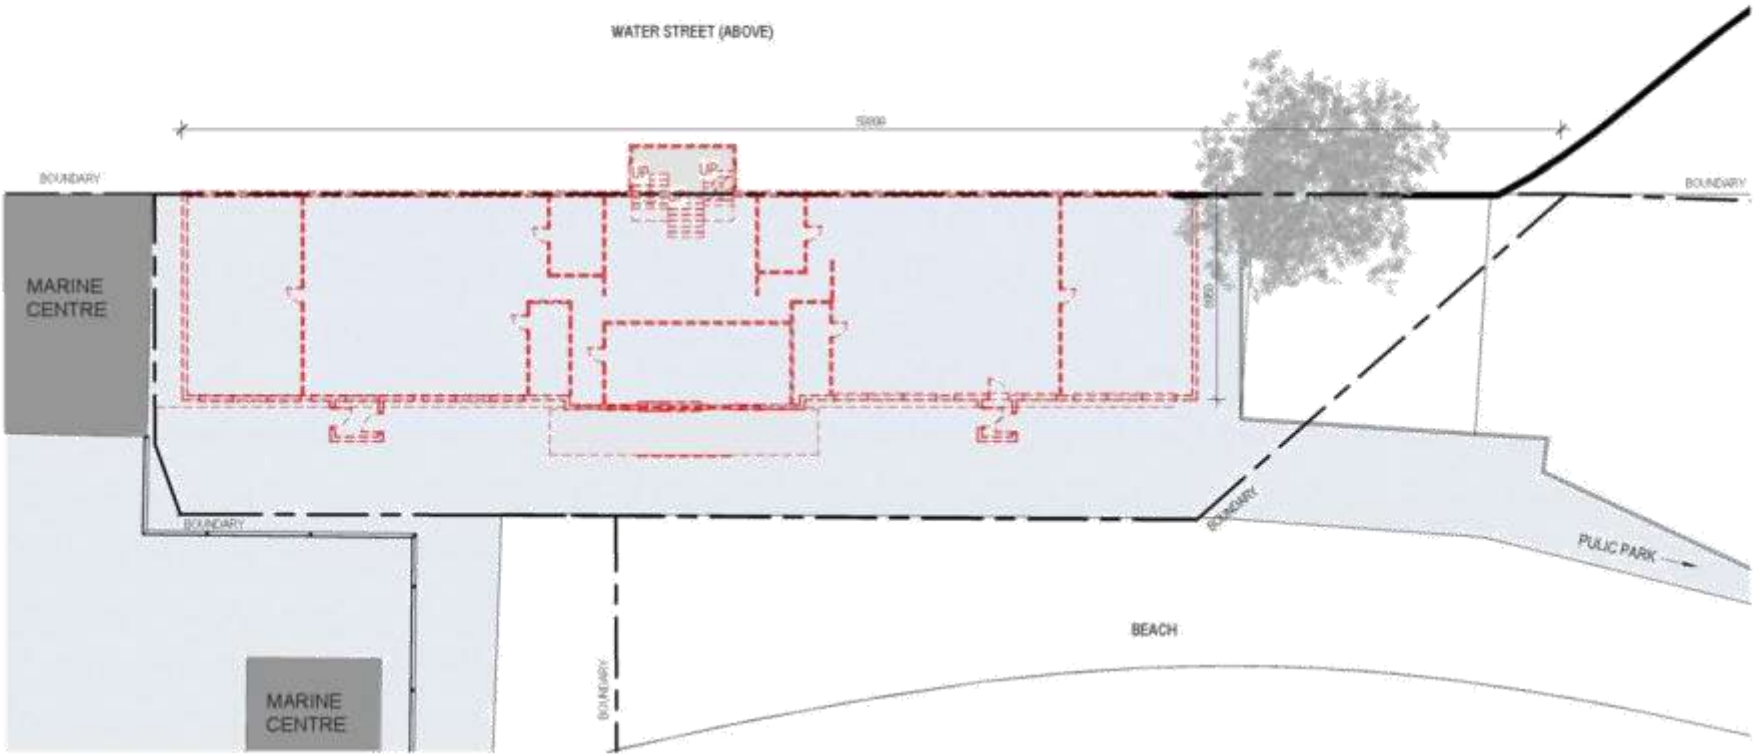 WATER STREET (ABOVE)
BOUNDARY
BOUNDARY
UP
UP
MARINE
CENTRE
BOUNDARY
BOUNDARY
PULIC PARK
BEACH
BOUNDARY
MARINE
CENTRE